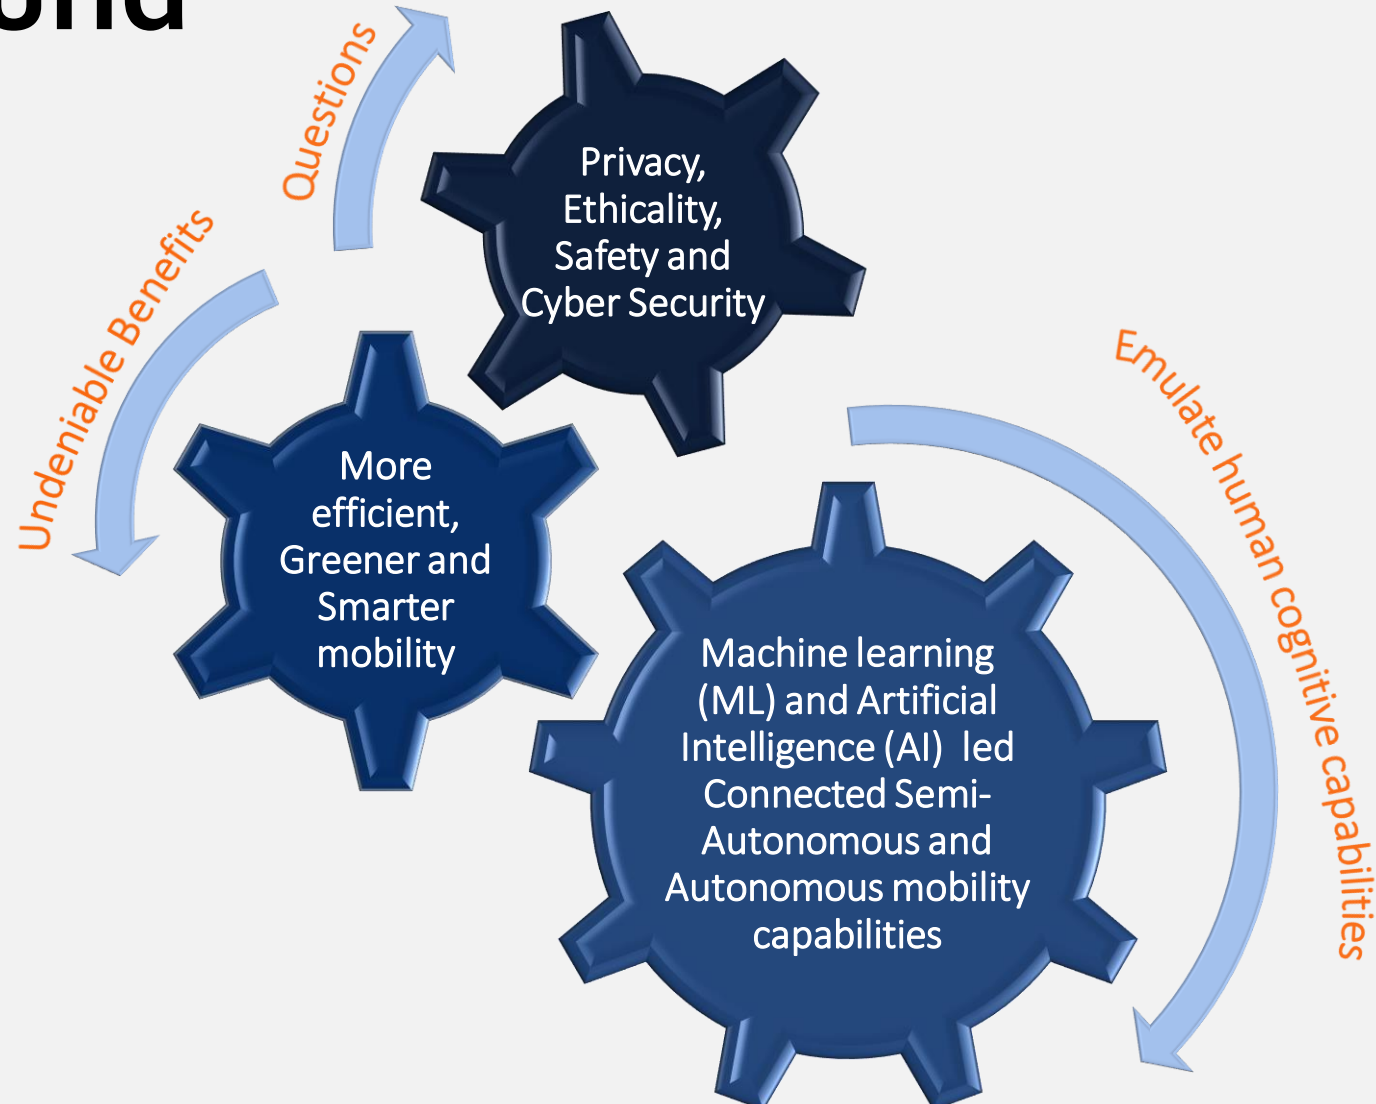 und
Questions
Privacy,
Ethicality,
Safety and
Cyber Security
Undeniable Benefits
More
efficient,
Greener and
Smarter
mobility
Emulate human cognitive capabilities
Machine learning
(ML) and Artificial
Intelligence (AI)  led
Connected Semi-
Autonomous and
Autonomous mobility
capabilities